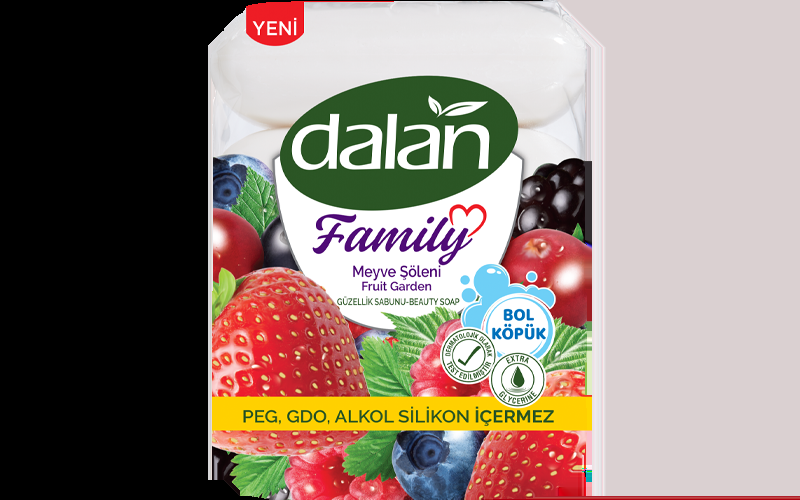 YENİ
dalan
Family
Meyve Şöleni
Fruit Garden
GÜZELLİK SABUNU-BEAUTY SOAP
BOL
KÖPÜK
DERMATOLOJİK OLARAK
TEST EDİLMİŞTİR
EXTRA
GLYCERINE
PEG, GDO, ALKOL SİLİKON İÇERMEZ